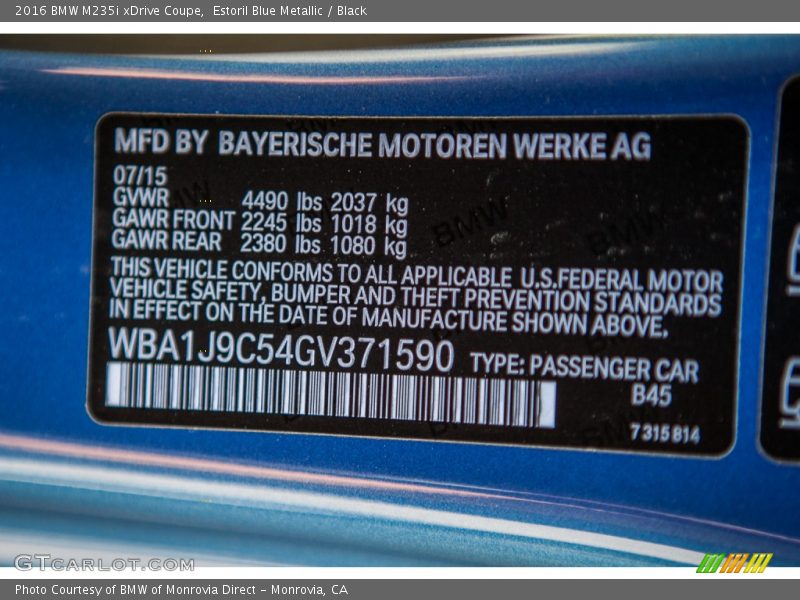 2016 BMW M235i xDrive Coupe,  Estoril Blue Metallic / Black
MFD BY BAYERISCHE MOTOREN WERKE AG
07/15
GVWR 4490 lbs 2037 kg
GAWR FRONT 2245 lbs 1018 kg
GAWR REAR 2380 lbs 1080 kg
THIS VEHICLE CONFORMS TO ALL APPLICABLE U.S.FEDERAL MOTOR
VEHICLE SAFETY, BUMPER AND THEFT PREVENTION STANDARDS
IN EFFECT ON THE DATE OF MANUFACTURE SHOWN ABOVE.
WBA1J9C54GV371590 TYPE: PASSENGER CAR
B45
7 315 814
GTCARLOT.COM
Photo Courtesy of BMW of Monrovia Direct - Monrovia, CA